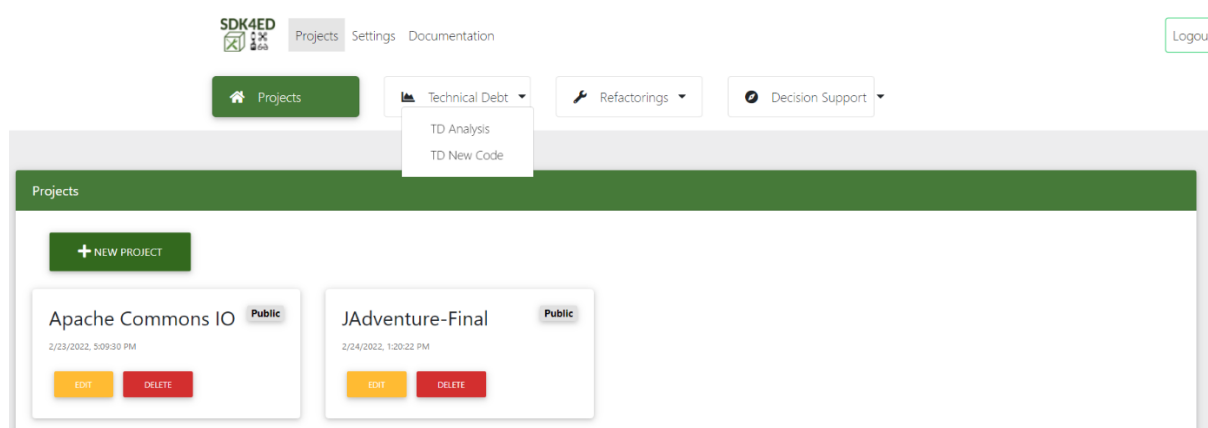 SDK4ED
Projects Settings Documentation
Logou
Projects
Technical Debt
Refactorings
Decision Support
TD Analysis
TD New Code
Projects
NEW PROJECT
Apache Commons IO Public
2/23/2022, 5:09:30 PM
EDIT DELETE
JAdventure-Final Public
2/24/2022, 1:20:22 PM
EDIT DELETE